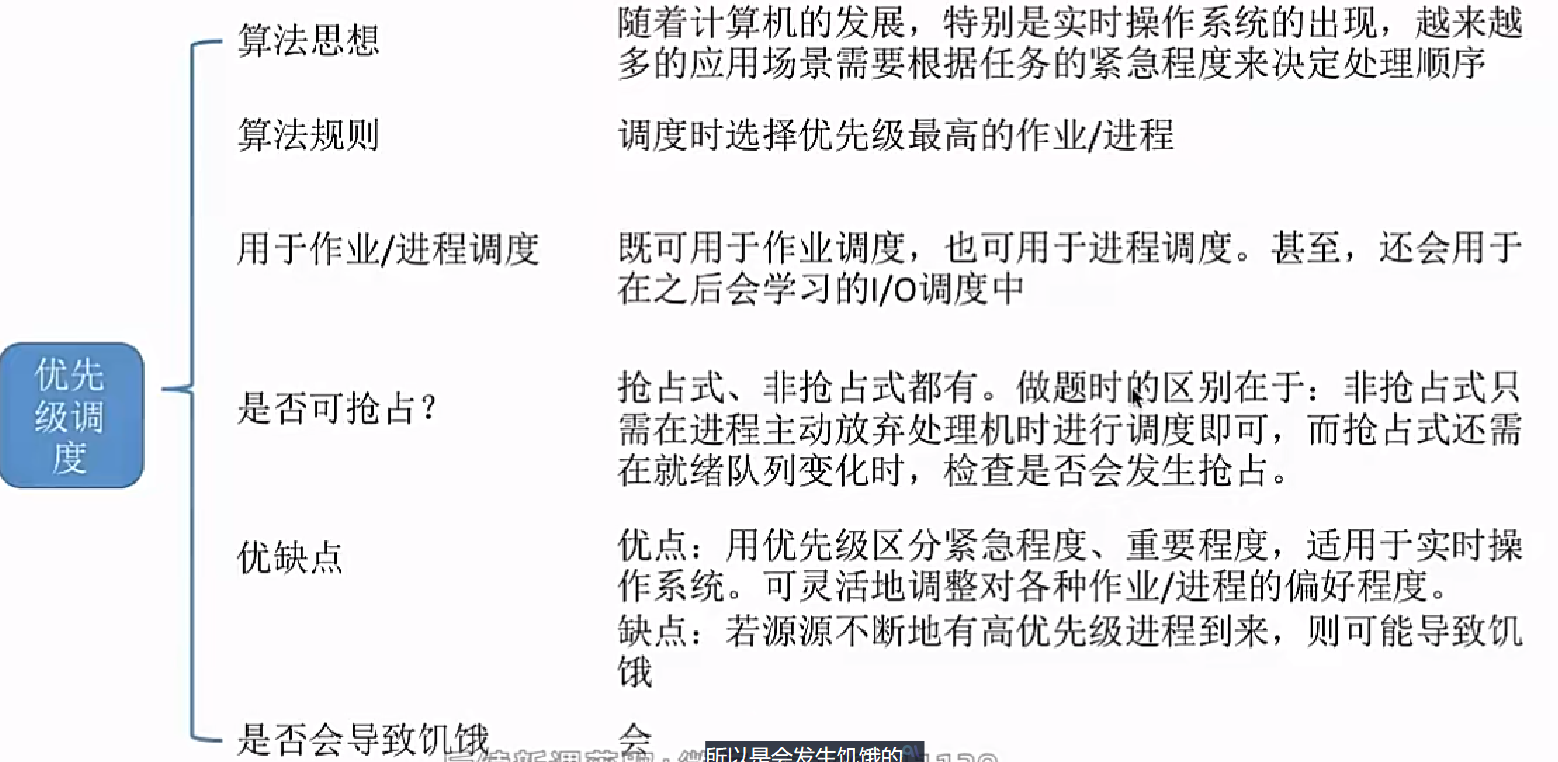 算法思想
随着计算机的发展，特别是实时操作系统的出现，越来越
多的应用场景需要根据任务的紧急程度来决定处理顺序
算法规则
调度时选择优先级最高的作业/进程
用于作业/进程调度
既可用于作业调度，也可用于进程调度。甚至，还会用于
在之后会学习的I/O调度中
优先
级调
度
是否可抢占？
抢占式、非抢占式都有。做题时的区别在于：非抢占式只
需在进程主动放弃处理机时进行调度即可，而抢占式还需
在就绪队列变化时，检查是否会发生抢占。
优缺点
优点：用优先级区分紧急程度、重要程度，适用于实时操
作系统。可灵活地调整对各种作业/进程的偏好程度。
缺点：若源源不断地有高优先级进程到来，则可能导致饥
饿
是否会导致饥饿
会
所以是会发生饥饿的